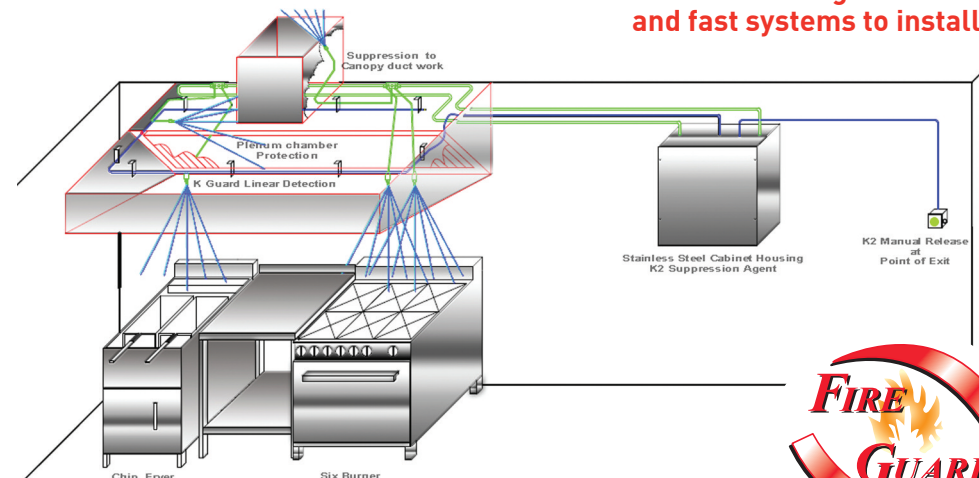 and fast systems to install
Suppression to
Canopy duct work
Plenum chamber
Protection
K Guard Linear Detection
K2 Manual Release
at
Point of Exit
Stainless Steel Cabinet Housing
K2 Suppression Agent
Chip Fryer
Six Burner
FIRE
GUARD